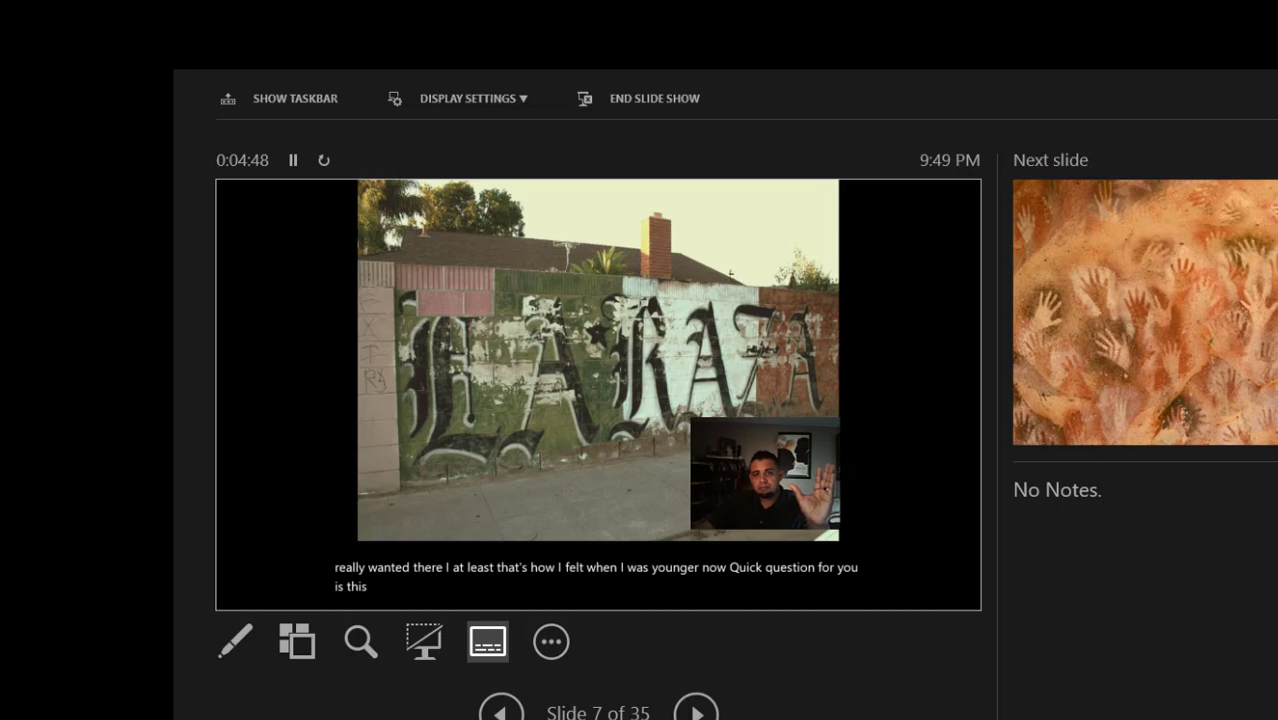 SHOW TASKBAR
DISPLAY SETTINGS ▼
END SLIDE SHOW
0:04:48
9:49 PM
Next slide
LA RAZA
No Notes.
really wanted there I at least that's how I felt when I was younger now Quick question for you
is this
Slide 7 of 35